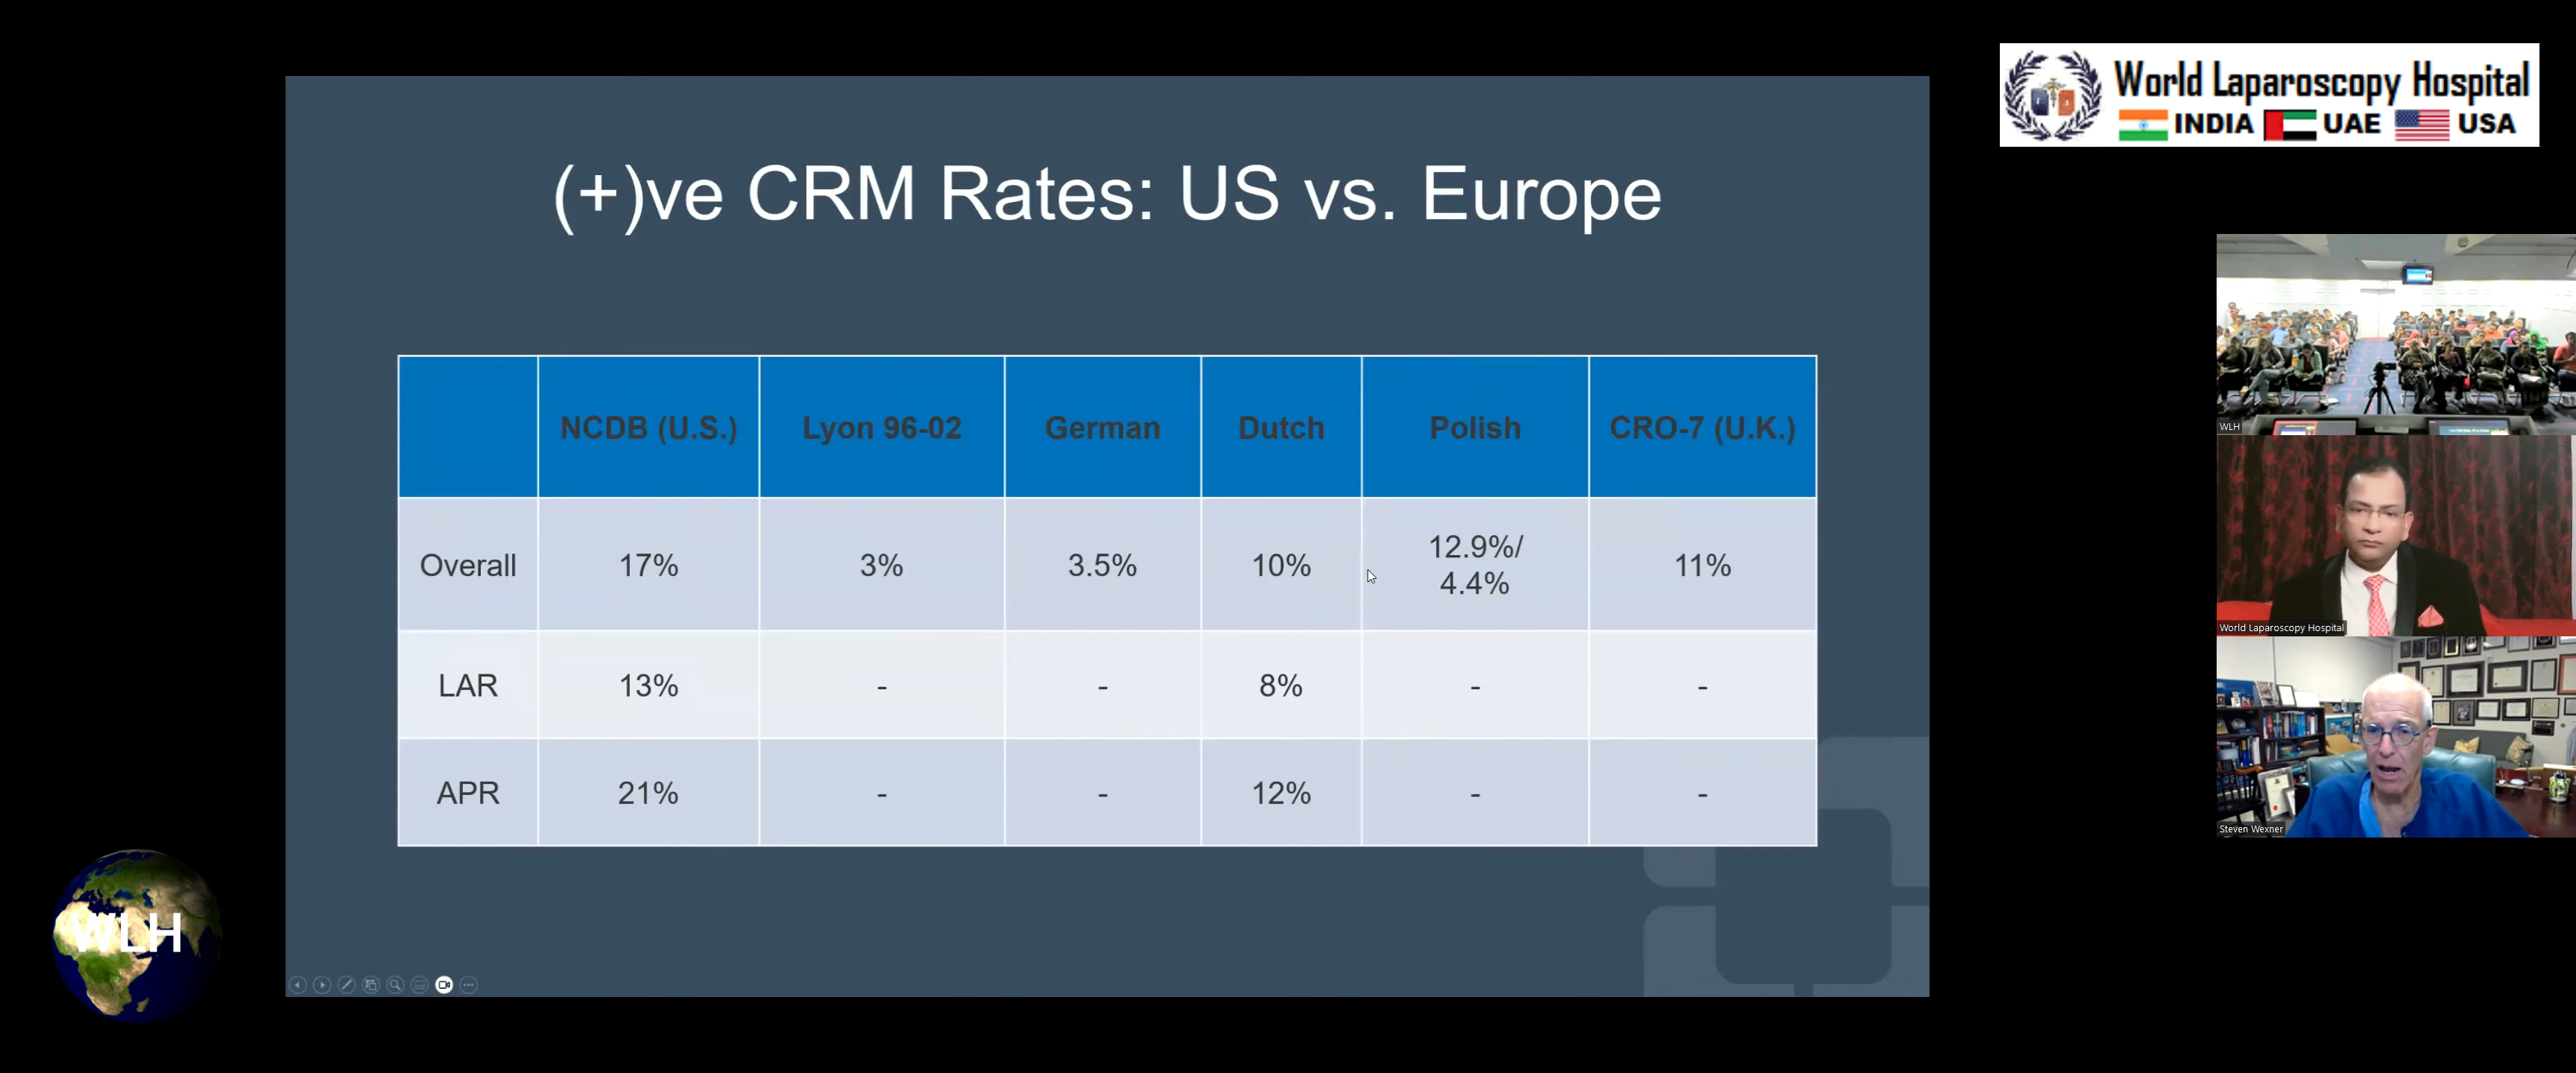 World Laparoscopy Hospital
INDIA UAE USA
(+)ve CRM Rates: US vs. Europe
NCDB (U.S.) Lyon 96-02 German Dutch Polish CRO-7 (U.K.)
Overall 17% 3% 3.5% 10% 12.9%/ 4.4% 11%
LAR 13% - - 8% - -
APR 21% - - 12% - -
WLH
World Laparoscopy Hospital
Steven Wexner
WLH